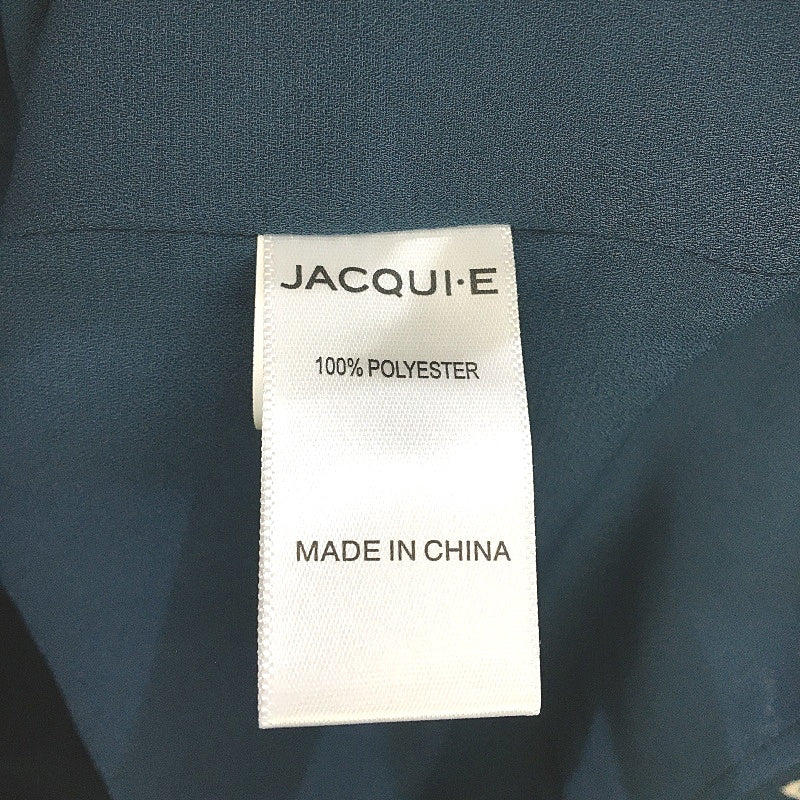 JACQUI·E
100% POLYESTER
MADE IN CHINA